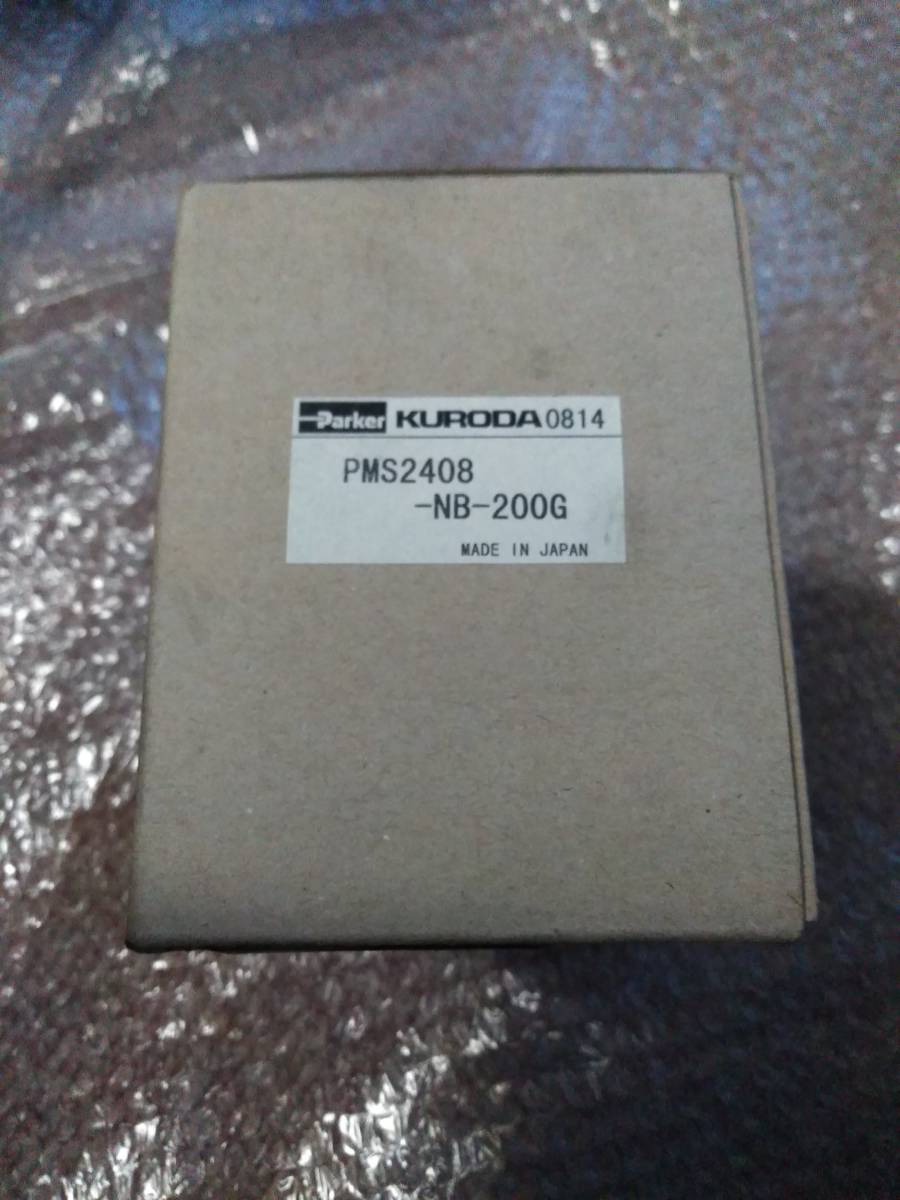 Parker KURODA 0814
PMS2408
-NB-200G
MADE IN JAPAN